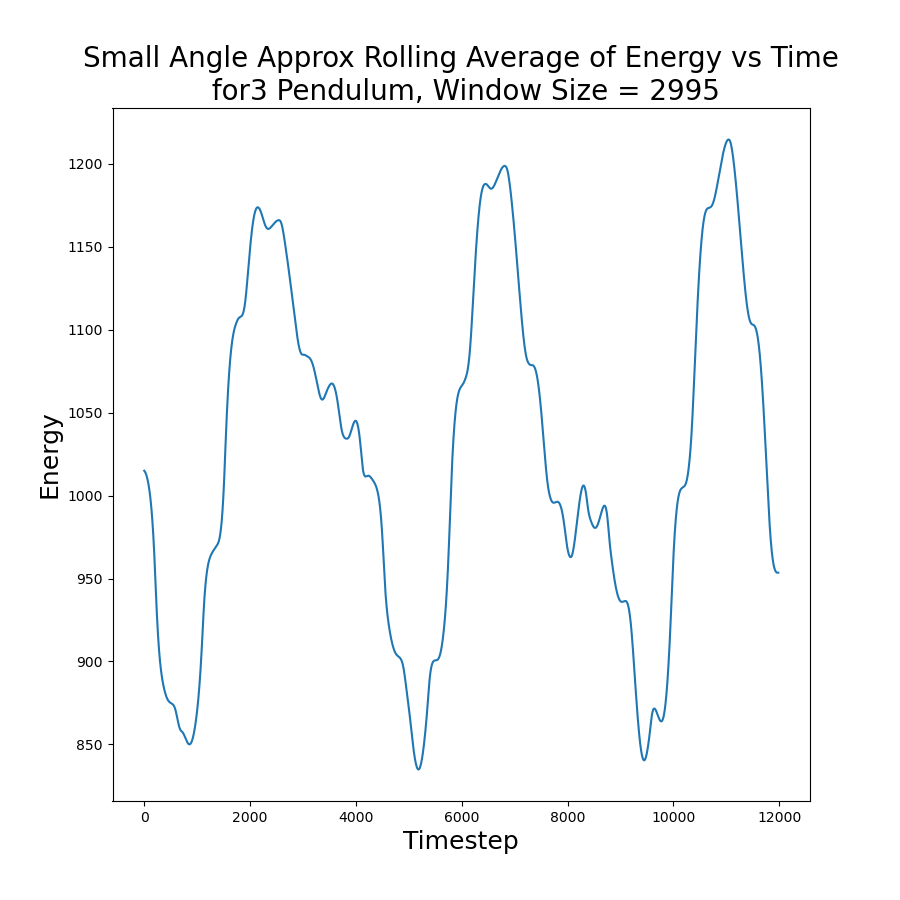 Small Angle Approx Rolling Average of Energy vs Time
for3 Pendulum, Window Size = 2995
1200
1150
1100
1050
1000
950
900
850
Energy
0 2000 4000 6000 8000 10000 12000
Timestep